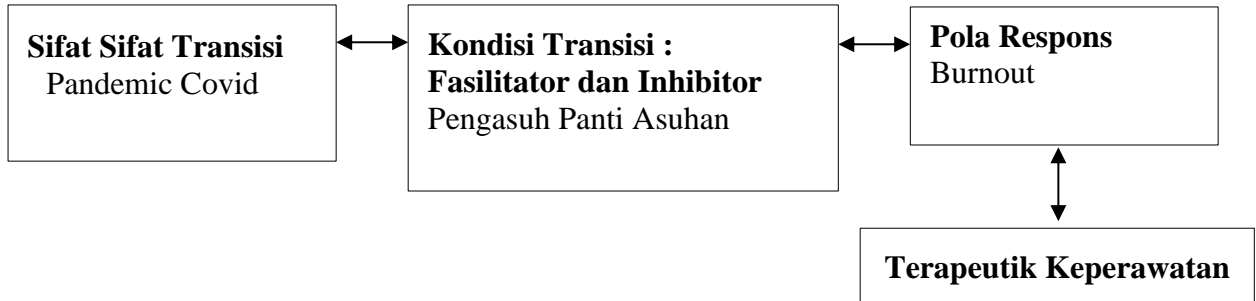 Sifat Sifat Transisi
Pandemic Covid
Kondisi Transisi :
Fasilitator dan Inhibitor
Pengasuh Panti Asuhan
Pola Respons
Burnout
Terapeutik Keperawatan